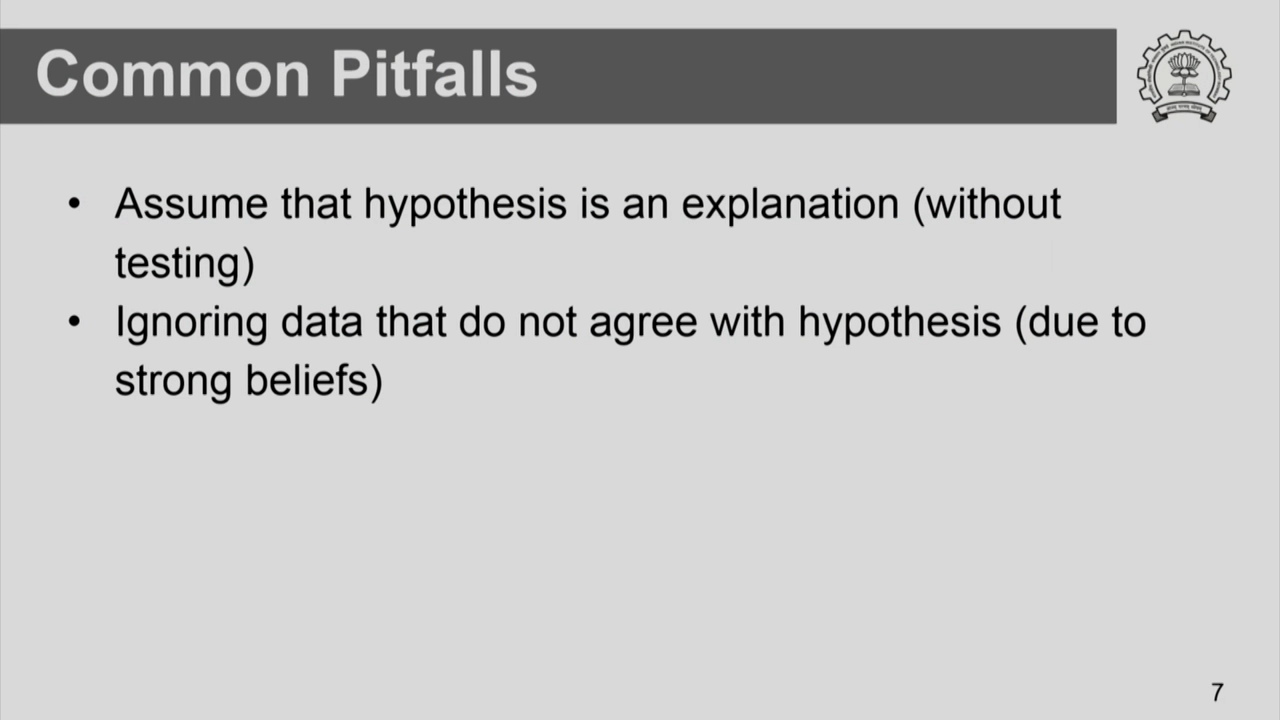 Common Pitfalls
• Assume that hypothesis is an explanation (without
testing)
• Ignoring data that do not agree with hypothesis (due to
strong beliefs)
7